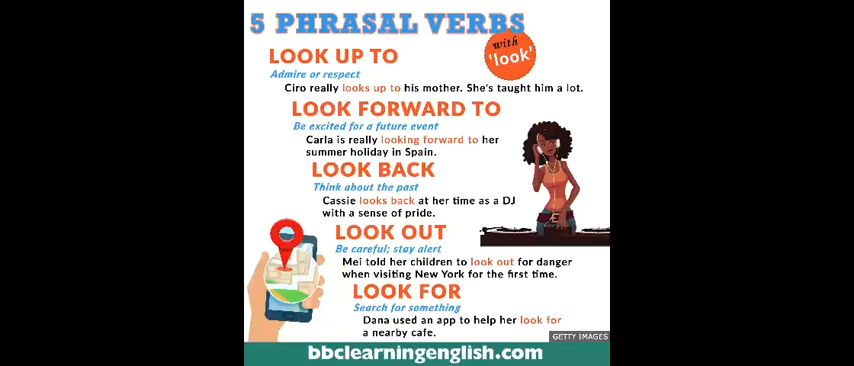 5 PHRASAL VERBS
with
'look'
LOOK UP TO
Admire or respect
Ciro really looks up to his mother. She's taught him a lot.
LOOK FORWARD TO
Be excited for a future event
Carla is really looking forward to her
summer holiday in Spain.
LOOK BACK
Think about the past
Cassie looks back at her time as a DJ
with a sense of pride.
LOOK OUT
Be careful; stay alert
Mei told her children to look out for danger
when visiting New York for the first time.
LOOK FOR
Search for something
Dana used an app to help her look for
a nearby cafe.
GETTY IMAGES
bbclearningenglish.com